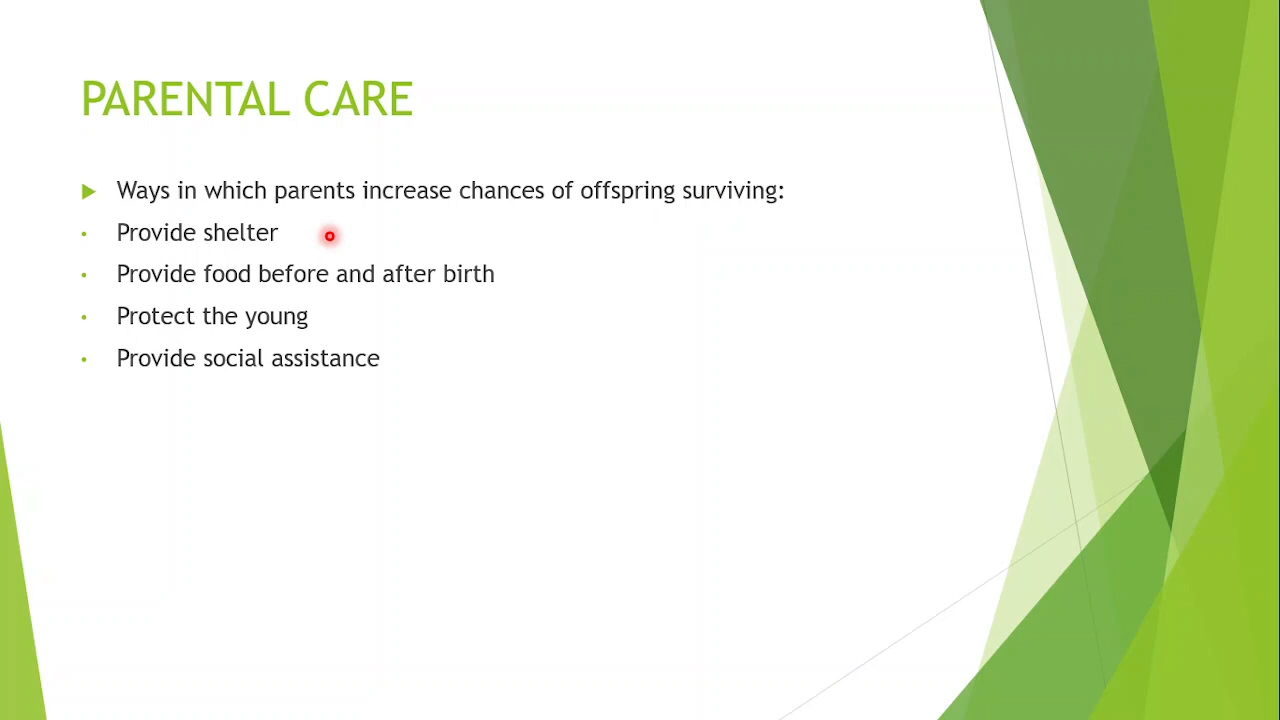 PARENTAL CARE
Ways in which parents increase chances of offspring surviving:
Provide shelter
Provide food before and after birth
Protect the young
Provide social assistance